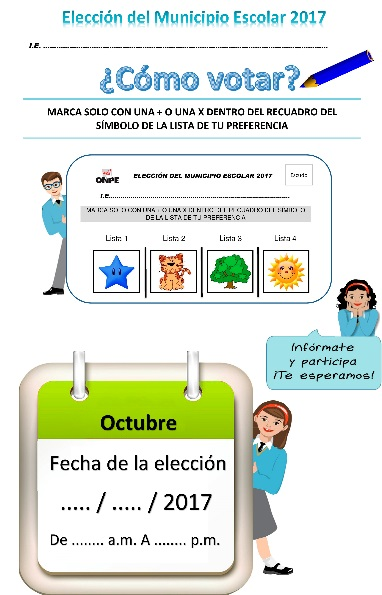 Elección del Municipio Escolar 2017
I.E. ................................................................
¿Cómo votar?
MARCA SOLO CON UNA + O UNA X DENTRO DEL RECUADRO DEL
SÍMBOLO DE LA LISTA DE TU PREFERENCIA
ONPE
ELECCIÓN DEL MUNICIPIO ESCOLAR 2017
I.E.................................................................
MARCA SOLO CON UNA + O UNA X DENTRO DEL RECUADRO DEL SÍMBOLO
DE LA LISTA DE TU PREFERENCIA
Lista 1 Lista 2 Lista 3 Lista 4
Infórmate
y participa
¡Te esperamos!
Octubre
Fecha de la elección
..... / ..... / 2017
De ........ a.m. A ........ p.m.